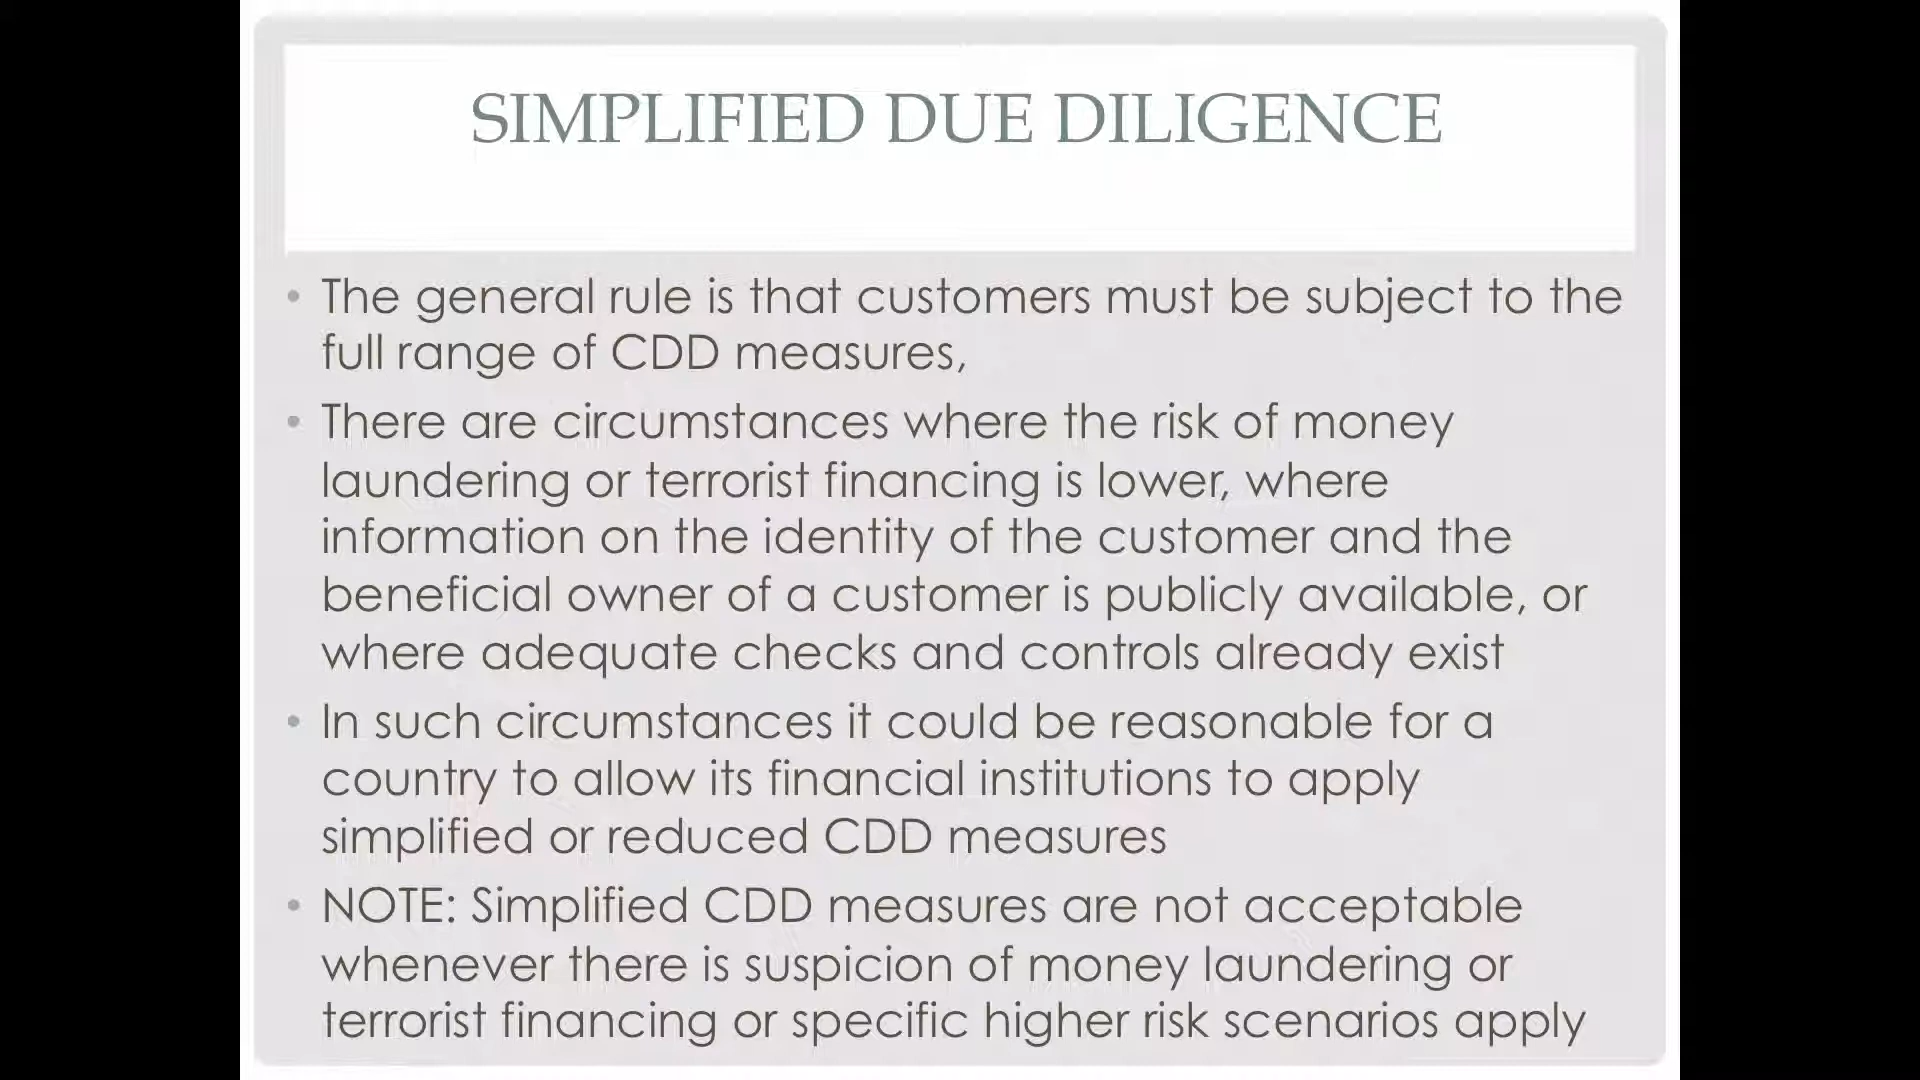 SIMPLIFIED DUE DILIGENCE
• The general rule is that customers must be subject to the
full range of CDD measures,
• There are circumstances where the risk of money
laundering or terrorist financing is lower, where
information on the identity of the customer and the
beneficial owner of a customer is publicly available, or
where adequate checks and controls already exist
• In such circumstances it could be reasonable for a
country to allow its financial institutions to apply
simplified or reduced CDD measures
• NOTE: Simplified CDD measures are not acceptable
whenever there is suspicion of money laundering or
terrorist financing or specific higher risk scenarios apply